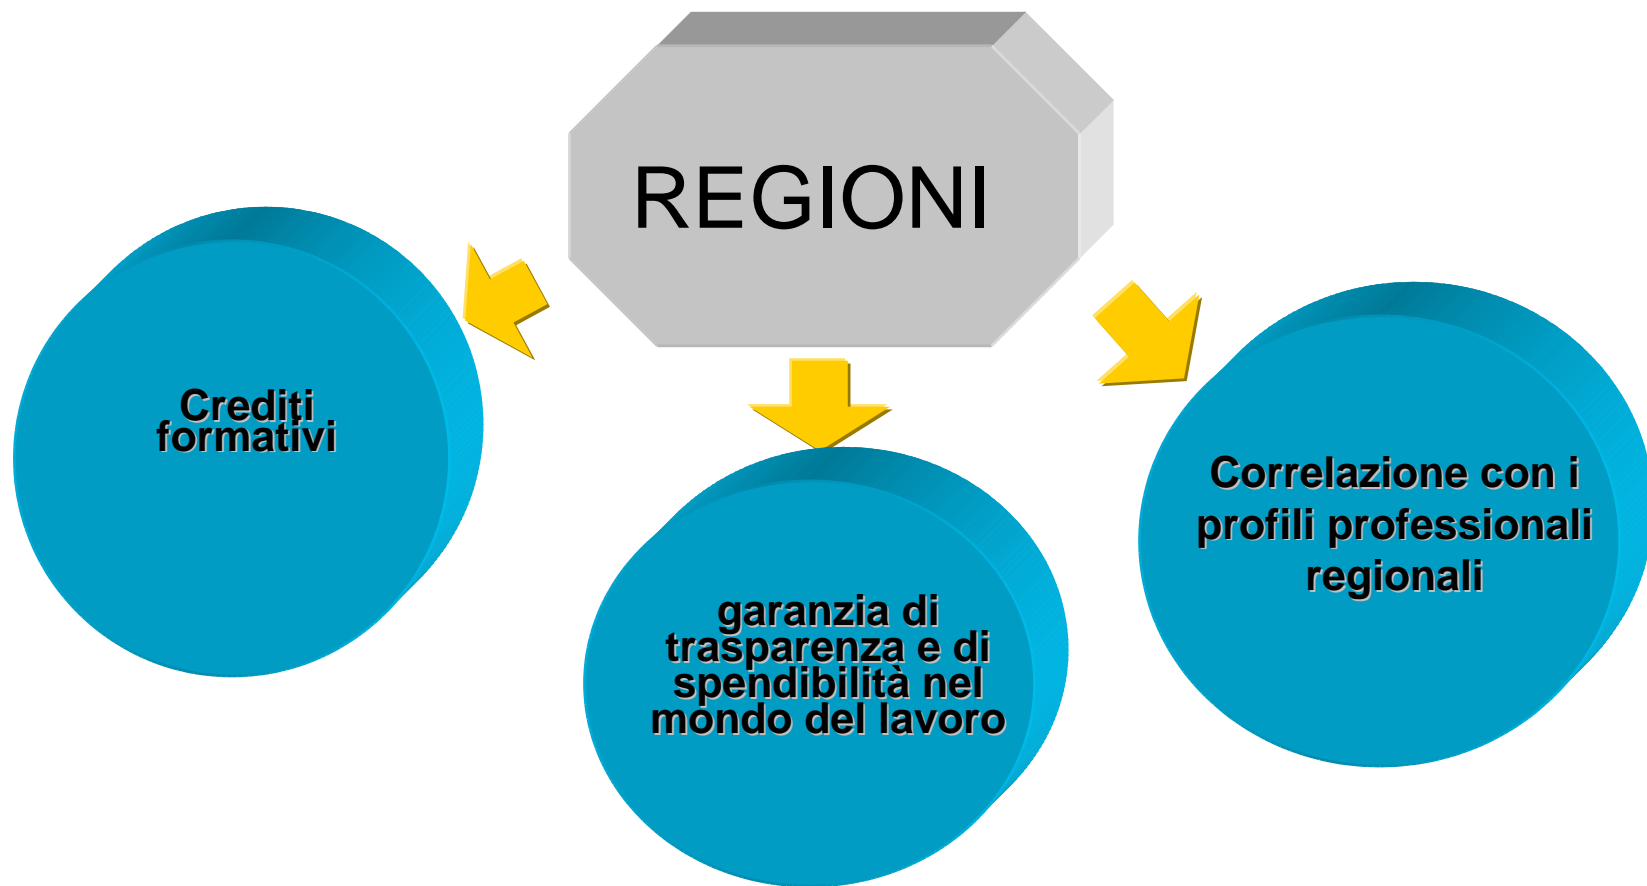 REGIONI
Crediti
formativi
garanzia di
trasparenza e di
spendibilità nel
mondo del lavoro
Correlazione con i
profili professionali
regionali